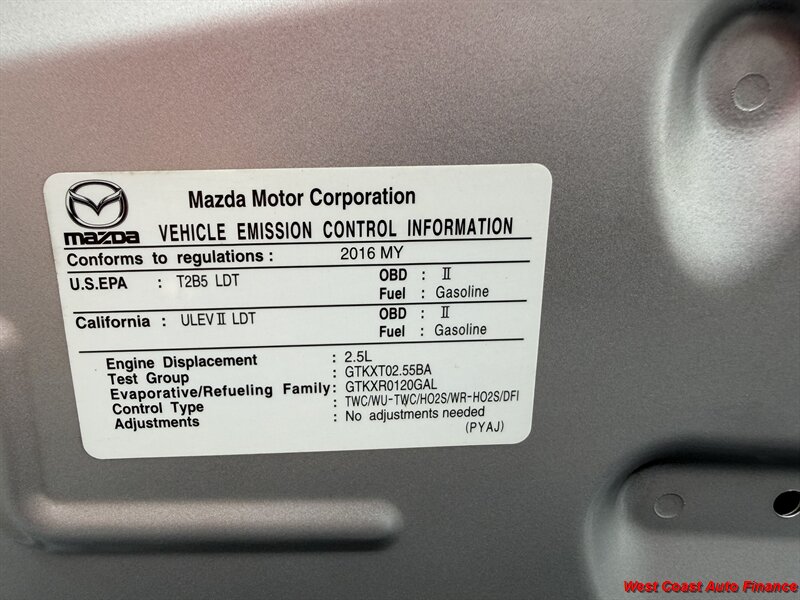 Mazda Motor Corporation
mazda VEHICLE EMISSION CONTROL INFORMATION
Conforms to regulations : 2016 MY
U.S.EPA : T2B5 LDT OBD : II
Fuel : Gasoline
California : ULEV II LDT OBD : II
Fuel : Gasoline
Engine Displacement : 2.5L
Test Group : GTKXT02.55BA
Evaporative/Refueling Family: GTKXR0120GAL
Control Type : TWC/WU-TWC/HO2S/WR-HO2S/DFI
Adjustments : No adjustments needed
(PYAJ)
West Coast Auto Finance